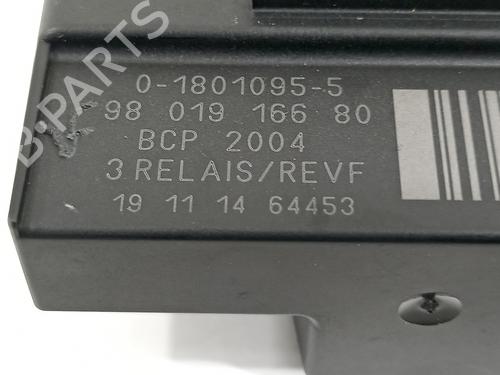 B-PARTS
0-1801095-5
98 019 166 80
BCP 2004
3 RELAIS/REVF
19 11 14 64453